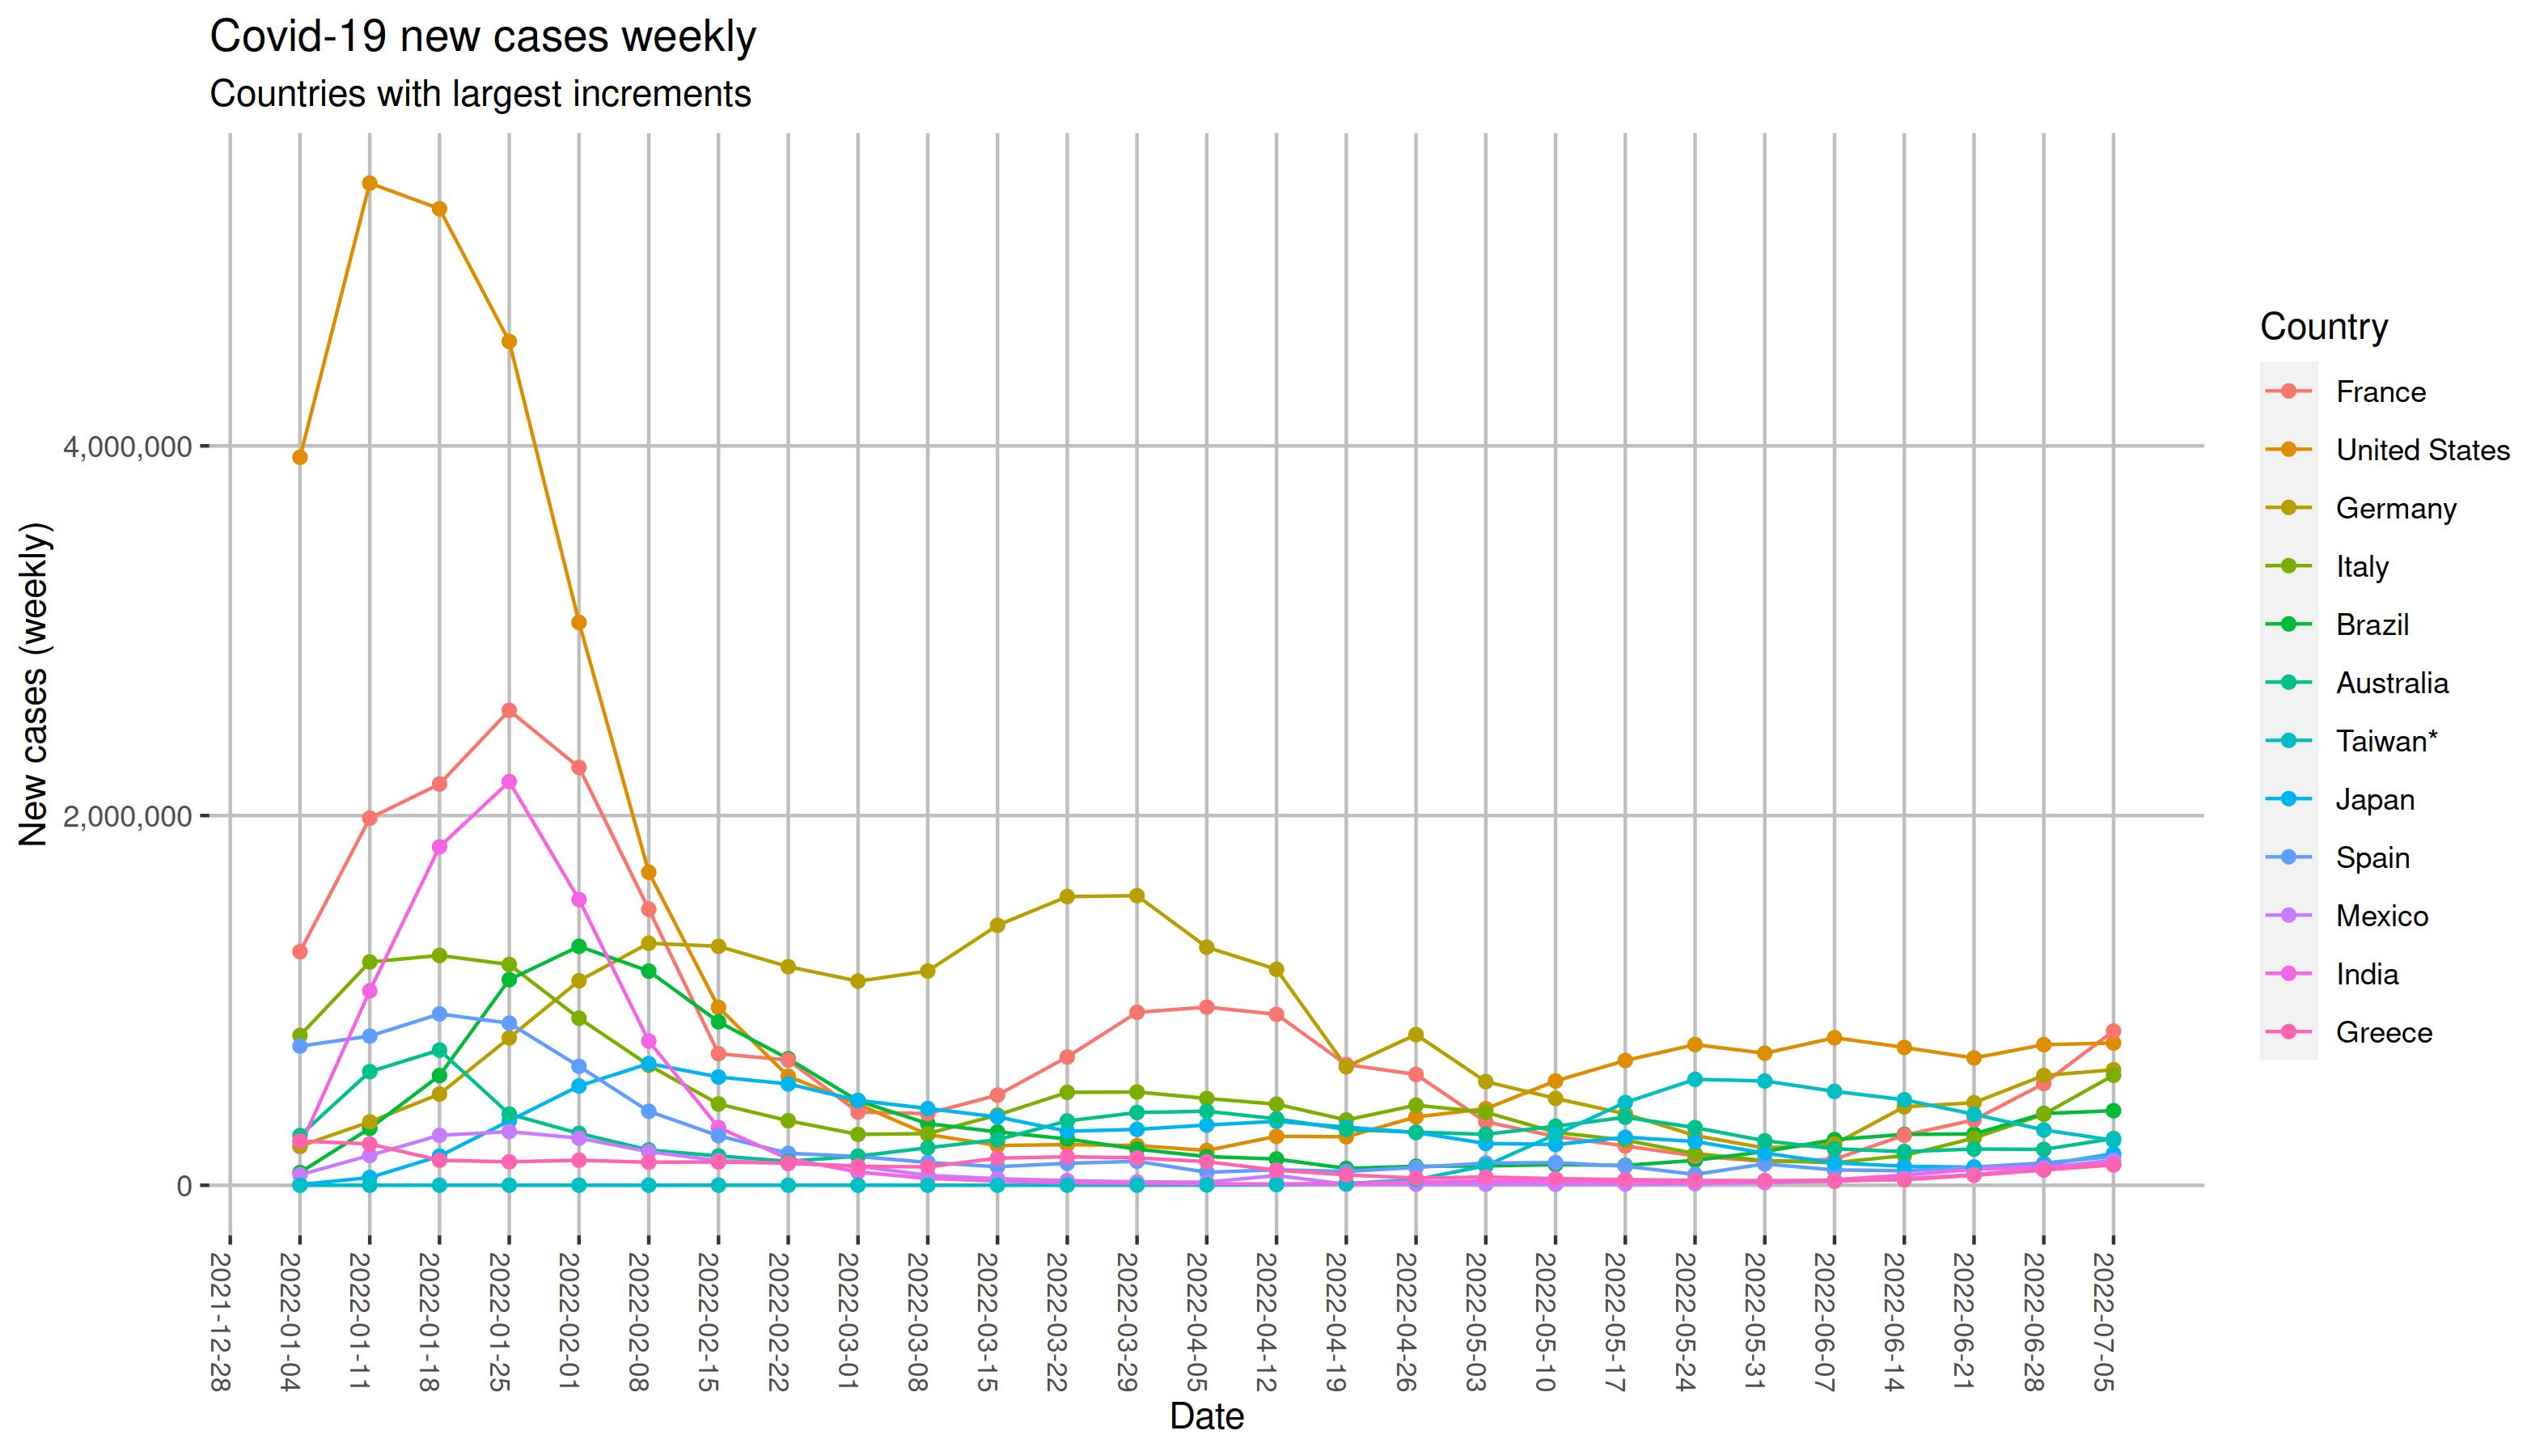 Covid-19 new cases weekly
Countries with largest increments
New cases (weekly)
4,000,000
2,000,000
0
2021-12-28
2022-01-04
2022-01-11
2022-01-18
2022-01-25
2022-02-01
2022-02-08
2022-02-15
2022-02-22
2022-03-01
2022-03-08
2022-03-15
2022-03-22
2022-03-29
2022-04-05
2022-04-12
2022-04-19
2022-04-26
2022-05-03
2022-05-10
2022-05-17
2022-05-24
2022-05-31
2022-06-07
2022-06-14
2022-06-21
2022-06-28
2022-07-05
Date
Country
France
United States
Germany
Italy
Brazil
Australia
Taiwan*
Japan
Spain
Mexico
India
Greece